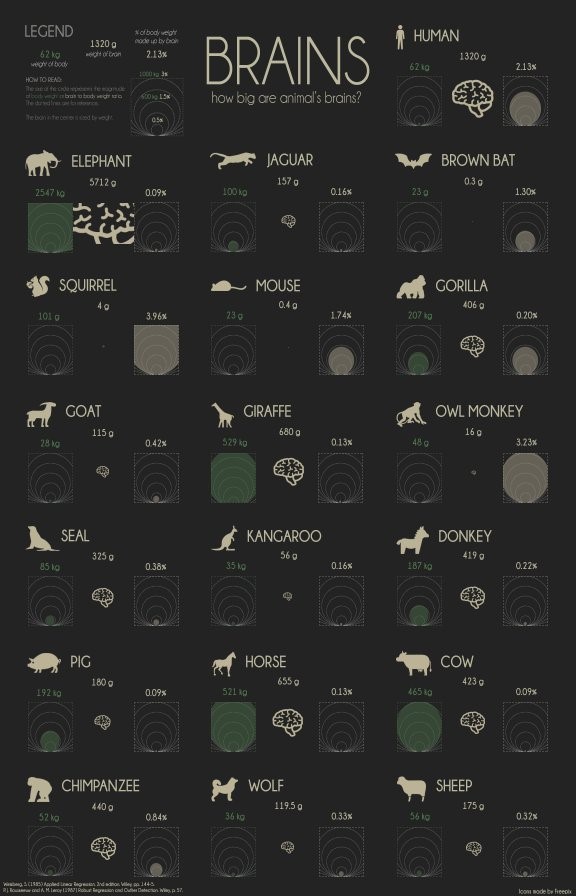 LEGEND
62 kg
weight of body
1320 g
weight of brain
% of body weight
made up by brain
2.13%
HOW TO READ:
The size of the circle represents the magnitude
of body weight or brain to body weight ratio.
The dotted lines are for reference.
The brain in the center is sized by weight.
1000 kg 3%
600 kg 1.5%
0.5%
BRAINS
how big are animal's brains?
HUMAN
1320 g
62 kg
2.13%
ELEPHANT
5712 g
2547 kg
0.09%
JAGUAR
157 g
100 kg
0.16%
BROWN BAT
0.3 g
23 g
1.30%
SQUIRREL
4 g
101 g
3.96%
MOUSE
0.4 g
23 g
1.74%
GORILLA
406 g
207 kg
0.20%
GOAT
115 g
28 kg
0.42%
GIRAFFE
680 g
529 kg
0.13%
OWL MONKEY
16 g
48 g
3.23%
SEAL
325 g
85 kg
0.38%
KANGAROO
56 g
35 kg
0.16%
DONKEY
419 g
187 kg
0.22%
PIG
180 g
192 kg
0.09%
HORSE
655 g
521 kg
0.13%
COW
423 g
465 kg
0.09%
CHIMPANZEE
440 g
52 kg
0.84%
WOLF
119.5 g
36 kg
0.33%
SHEEP
175 g
56 kg
0.32%
Weisberg, S. (1985) Applied Linear Regression. 2nd edition. Wiley, pp. 144-5.
P. J. Rousseeuw and A. M. Leroy (1987) Robust Regression and Outlier Detection. Wiley, p. 57.
Icons made by Freepik